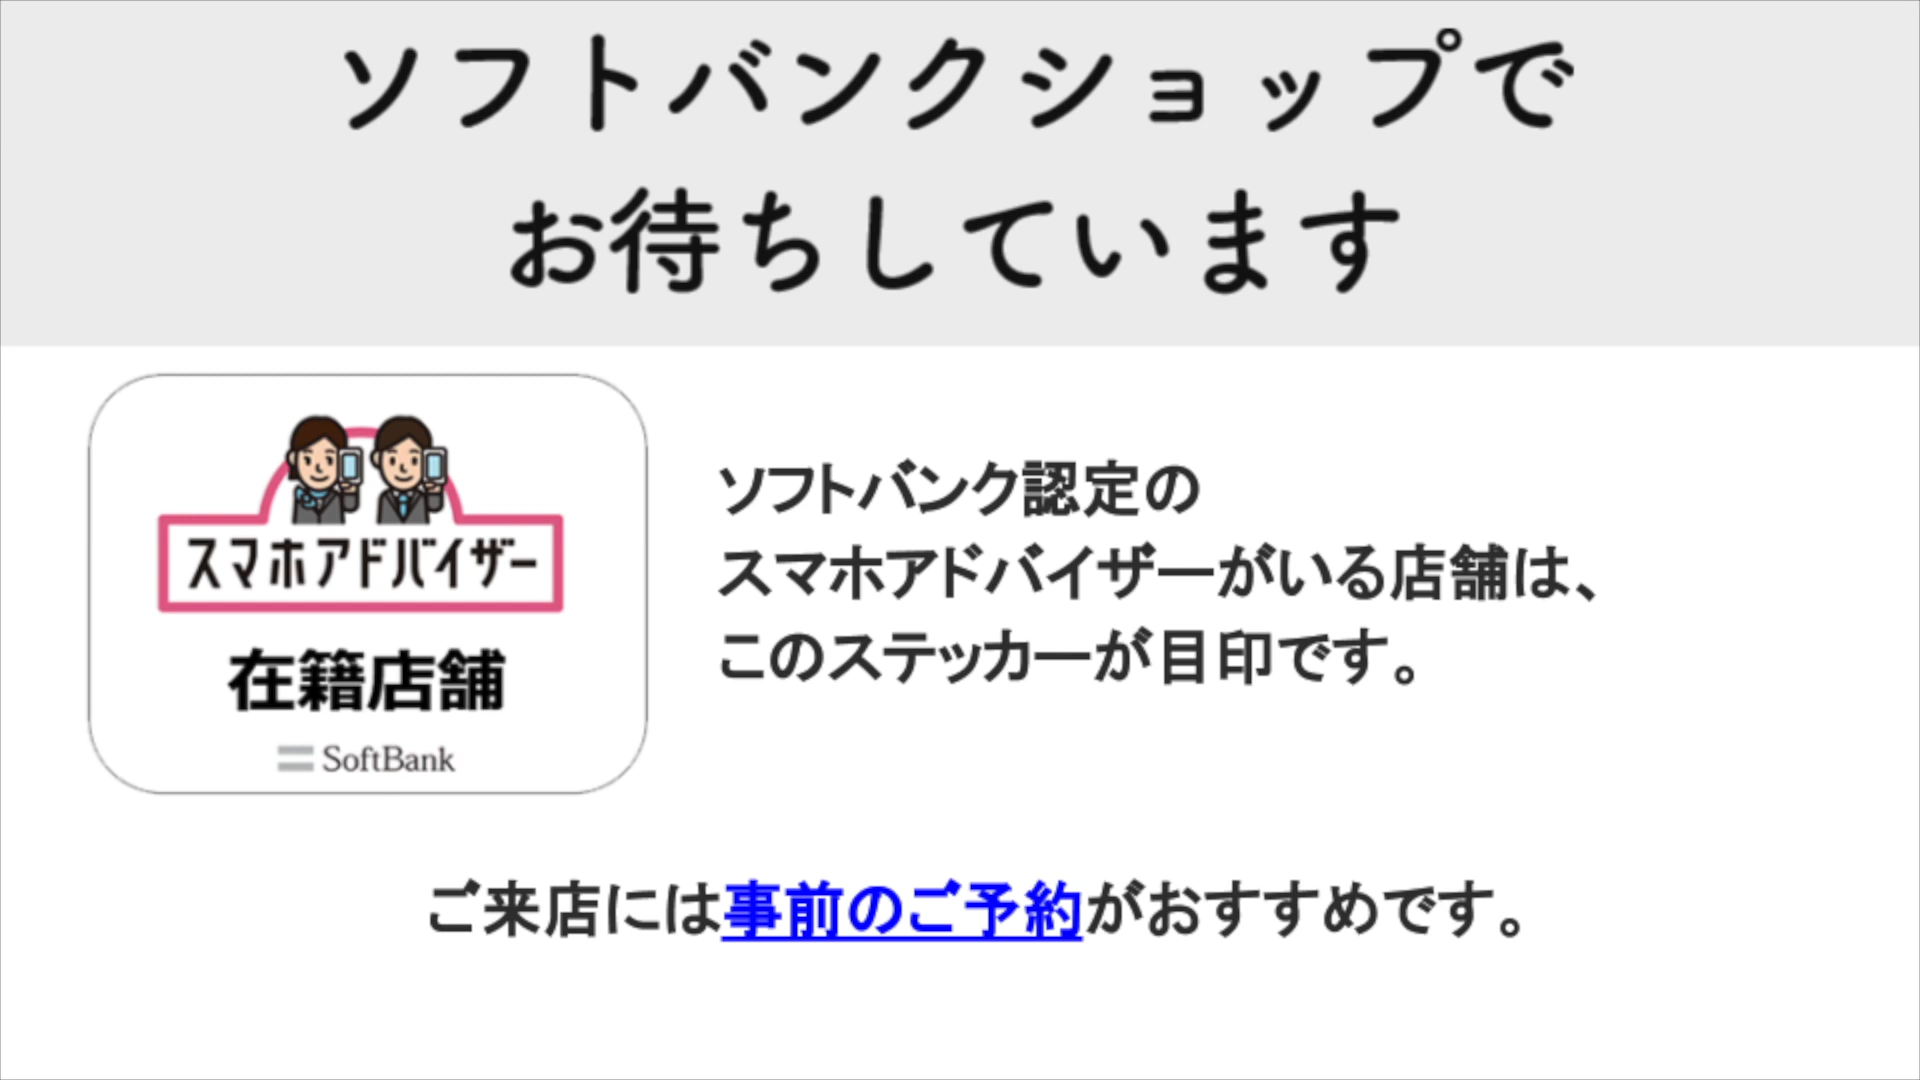 ソフトバンクショップで
お待ちしています
スマホアドバイザー
在籍店舗
SoftBank
ソフトバンク認定の
スマホアドバイザーがいる店舗は、
このステッカーが目印です。
ご来店には事前のご予約がおすすめです。